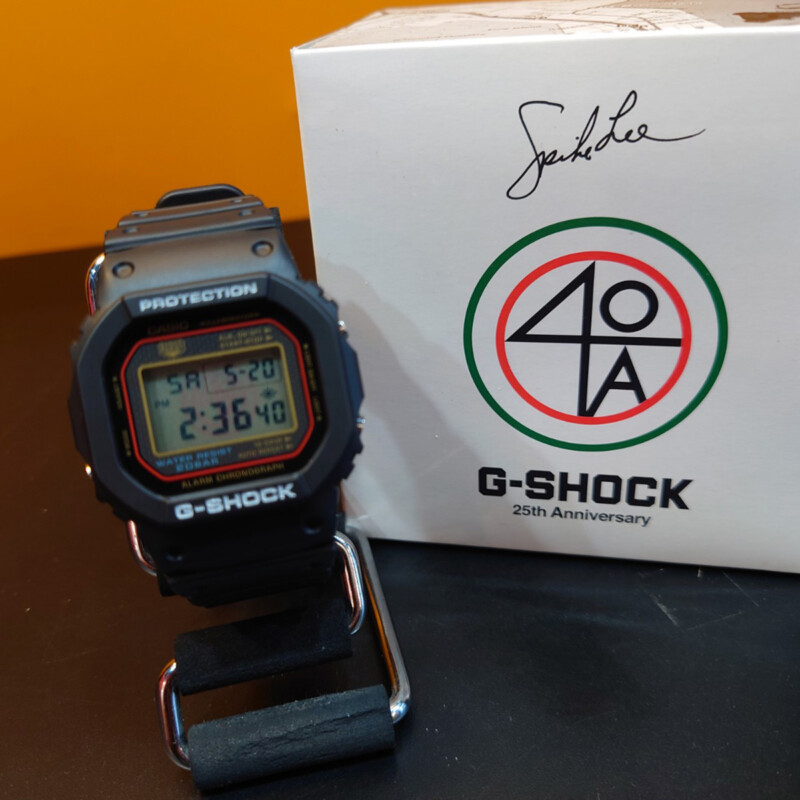 Spike Lee
40A
G-SHOCK
25th Anniversary
PROTECTION
CASIO
SA 5-20
PM 2:36 40
WATER RESIST
20BAR
ALARM CHRONOGRAPH
G-SHOCK